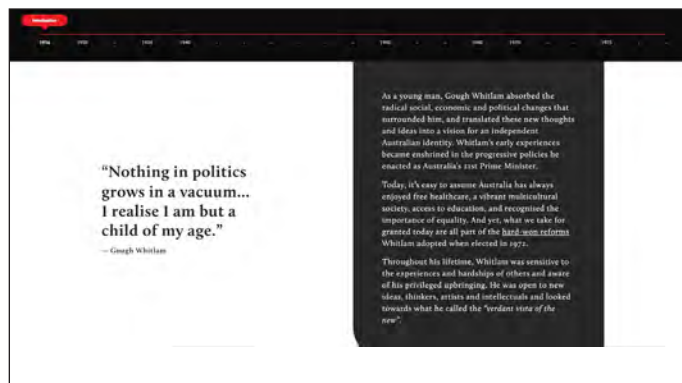 “Nothing in politics
grows in a vacuum...
I realise I am but a
child of my age.”
— Gough Whitlam
As a young man, Gough Whitlam absorbed the
radical social, economic and political changes that
surrounded him, and translated these new thoughts
and ideas into a vision for an independent
Australian identity. Whitlam's early experiences
became enshrined in the progressive policies he
enacted as Australia's 21st Prime Minister.
Today, it's easy to assume Australia has always
enjoyed free healthcare, a vibrant multicultural
society, access to education, and recognised the
importance of equality. And yet, what we take for
granted today are all part of the hard-won reforms
Whitlam adopted when elected in 1972.
Throughout his lifetime, Whitlam was sensitive to
the experiences and hardships of others and aware
of his privileged upbringing. He was open to new
ideas, thinkers, artists and intellectuals and looked
towards what he called the “verdant vista of the
new”.